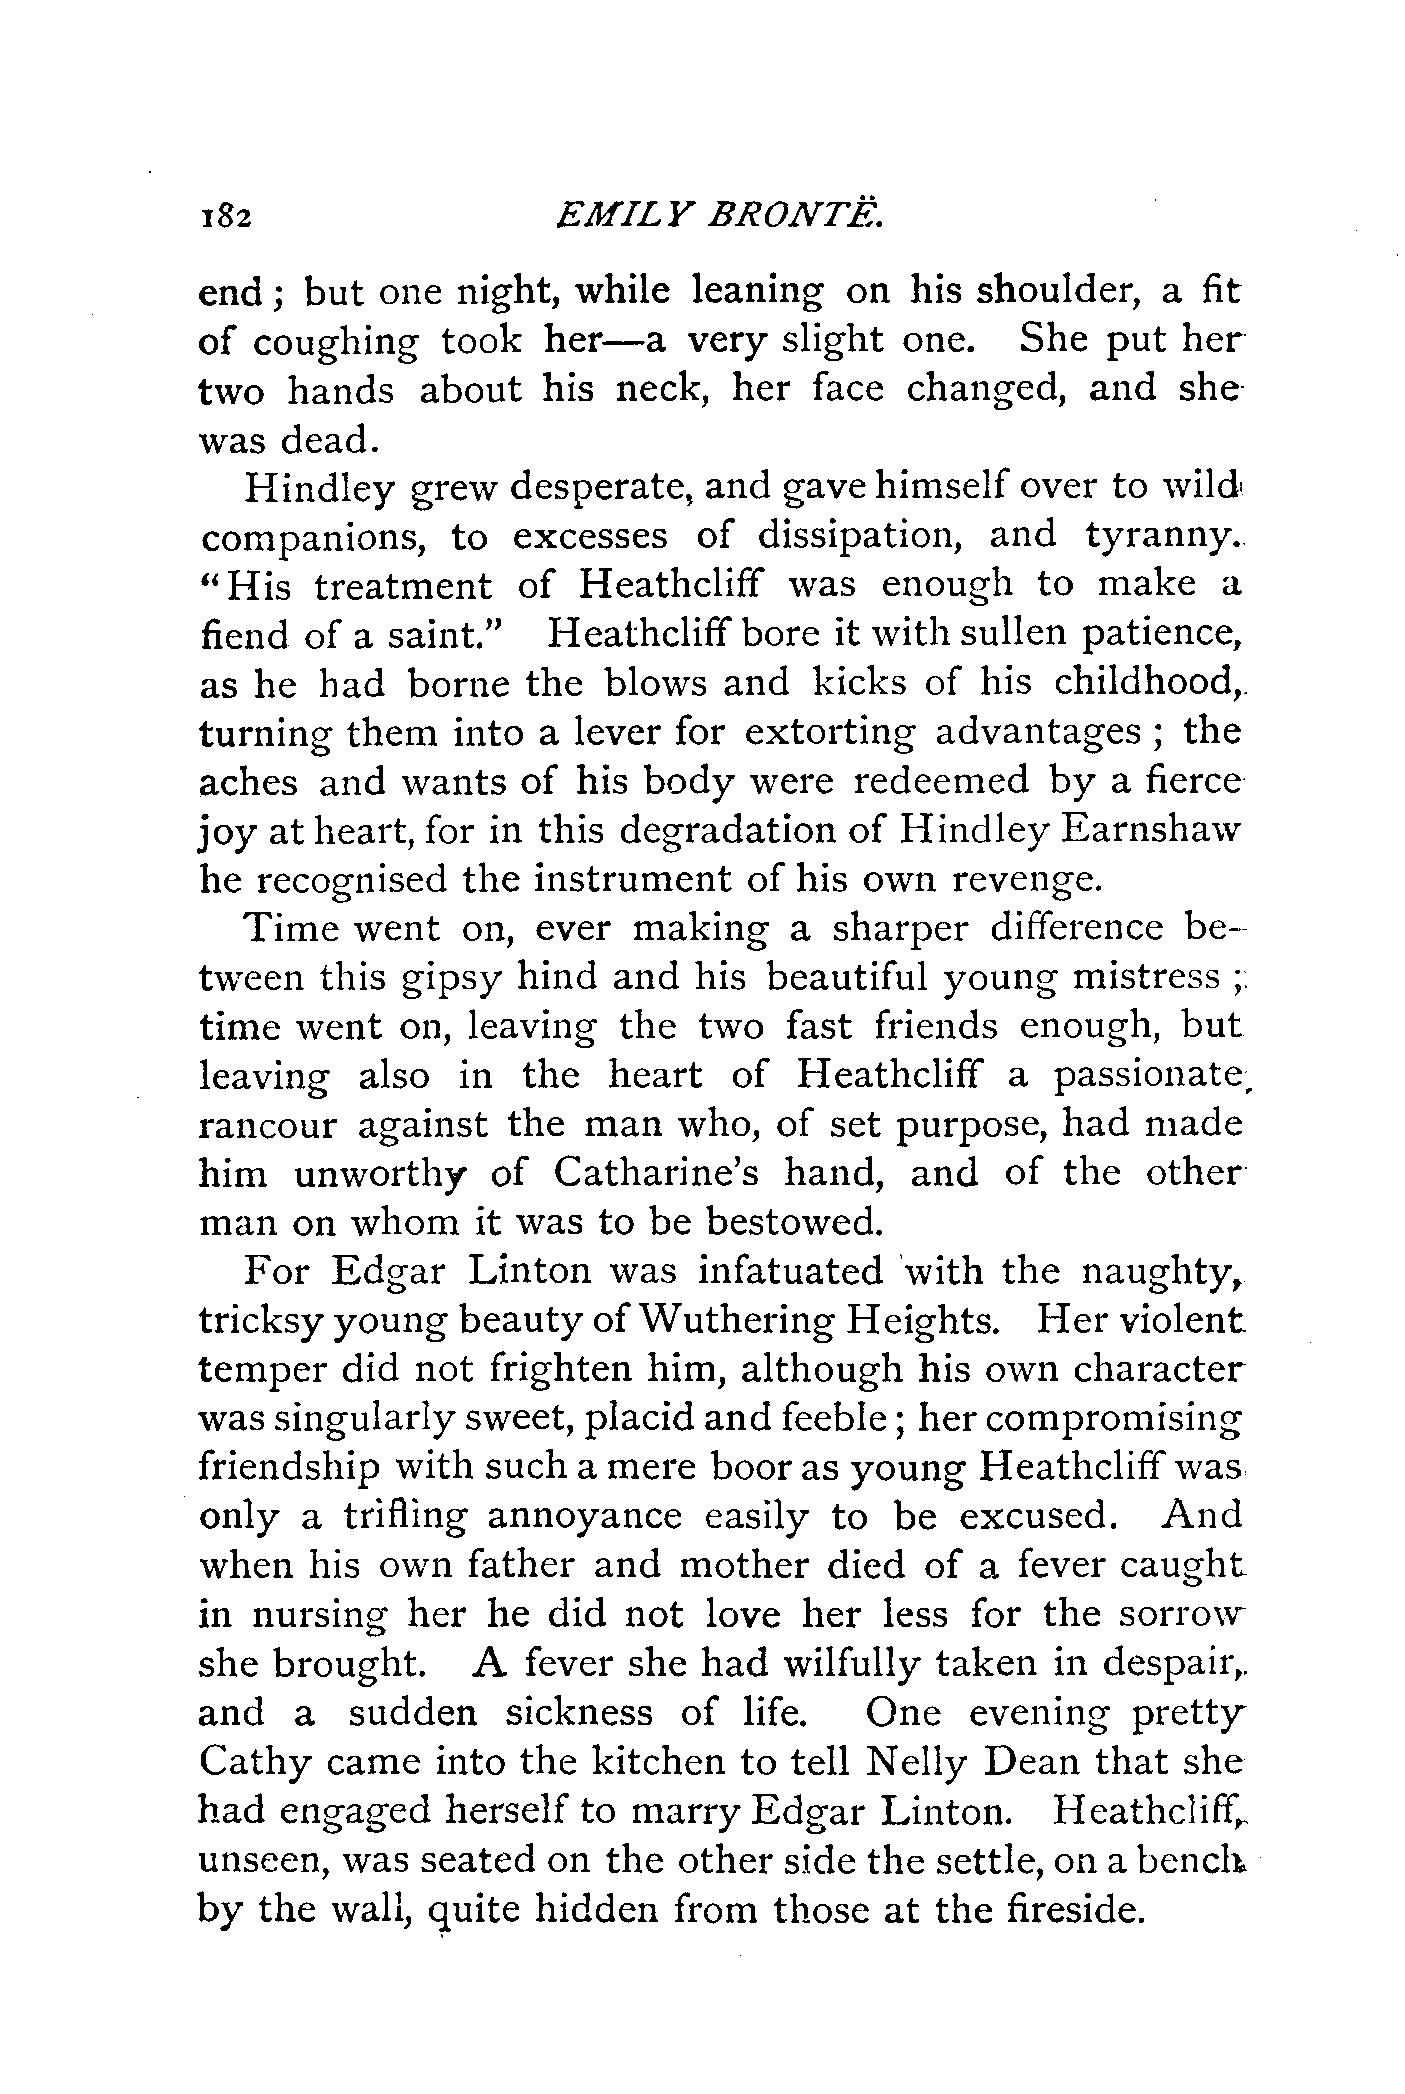 182 EMILY BRONTË.
end ; but one night, while leaning on his shoulder, a fit
of coughing took her—a very slight one. She put her
two hands about his neck, her face changed, and she
was dead.
Hindley grew desperate, and gave himself over to wild
companions, to excesses of dissipation, and tyranny.
“His treatment of Heathcliff was enough to make a
fiend of a saint.” Heathcliff bore it with sullen patience,
as he had borne the blows and kicks of his childhood,
turning them into a lever for extorting advantages ; the
aches and wants of his body were redeemed by a fierce
joy at heart, for in this degradation of Hindley Earnshaw
he recognised the instrument of his own revenge.
Time went on, ever making a sharper difference be-
tween this gipsy hind and his beautiful young mistress ;
time went on, leaving the two fast friends enough, but
leaving also in the heart of Heathcliff a passionate
rancour against the man who, of set purpose, had made
him unworthy of Catharine’s hand, and of the other
man on whom it was to be bestowed.
For Edgar Linton was infatuated with the naughty,
tricksy young beauty of Wuthering Heights. Her violent
temper did not frighten him, although his own character
was singularly sweet, placid and feeble ; her compromising
friendship with such a mere boor as young Heathcliff was
only a trifling annoyance easily to be excused. And
when his own father and mother died of a fever caught
in nursing her he did not love her less for the sorrow
she brought. A fever she had wilfully taken in despair,
and a sudden sickness of life. One evening pretty
Cathy came into the kitchen to tell Nelly Dean that she
had engaged herself to marry Edgar Linton. Heathcliff,
unseen, was seated on the other side the settle, on a bench
by the wall, quite hidden from those at the fireside.